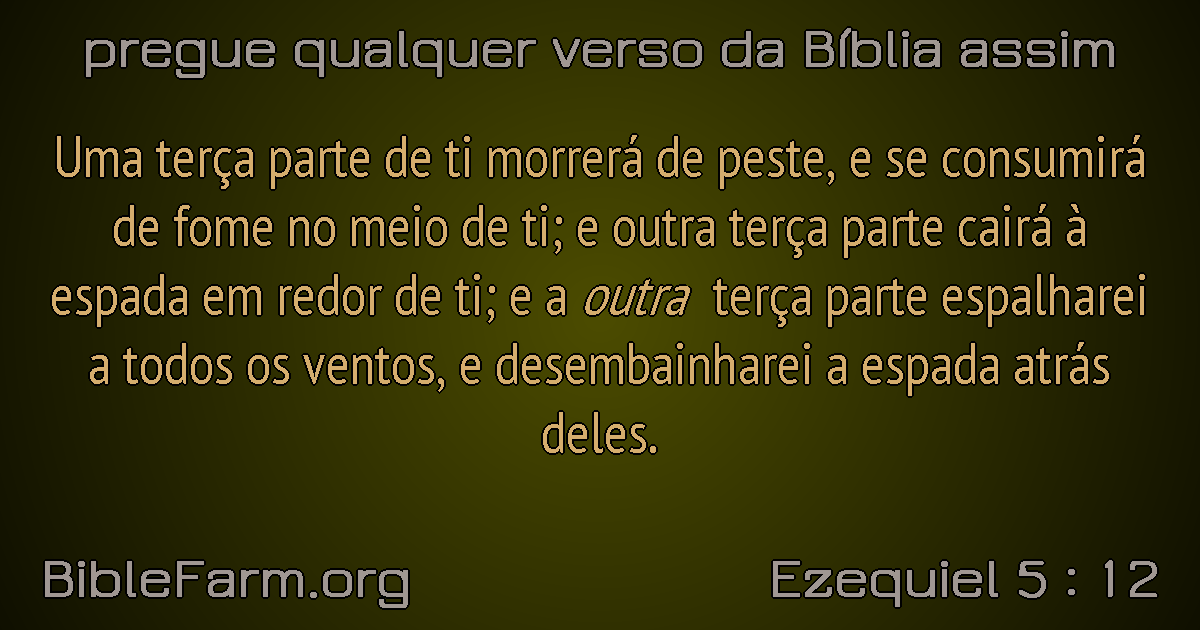 pregue qualquer verso da Bíblia assim
Uma terça parte de ti morrerá de peste, e se consumirá
de fome no meio de ti; e outra terça parte cairá à
espada em redor de ti; e a outra terça parte espalharei
a todos os ventos, e desembainharei a espada atrás
deles.
BibleFarm.org
Ezequiel 5 : 12